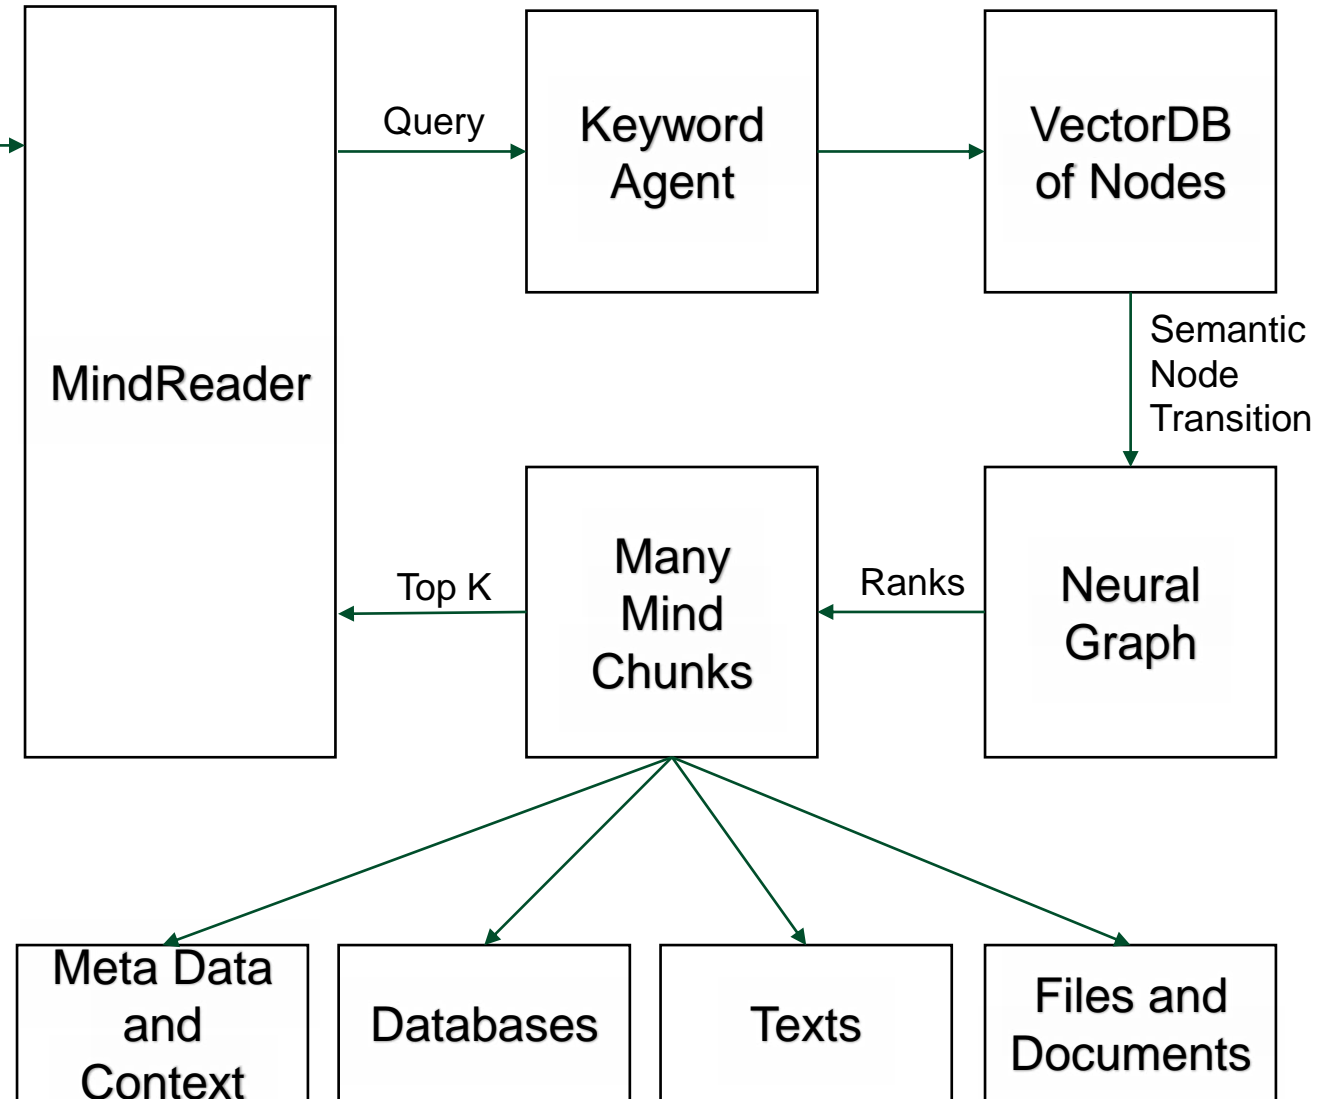 Query
Keyword
Agent
VectorDB
of Nodes
Semantic
Node
Transition
MindReader
Top K
Many
Mind
Chunks
Ranks
Neural
Graph
Meta Data
and
Context
Databases
Texts
Files and
Documents